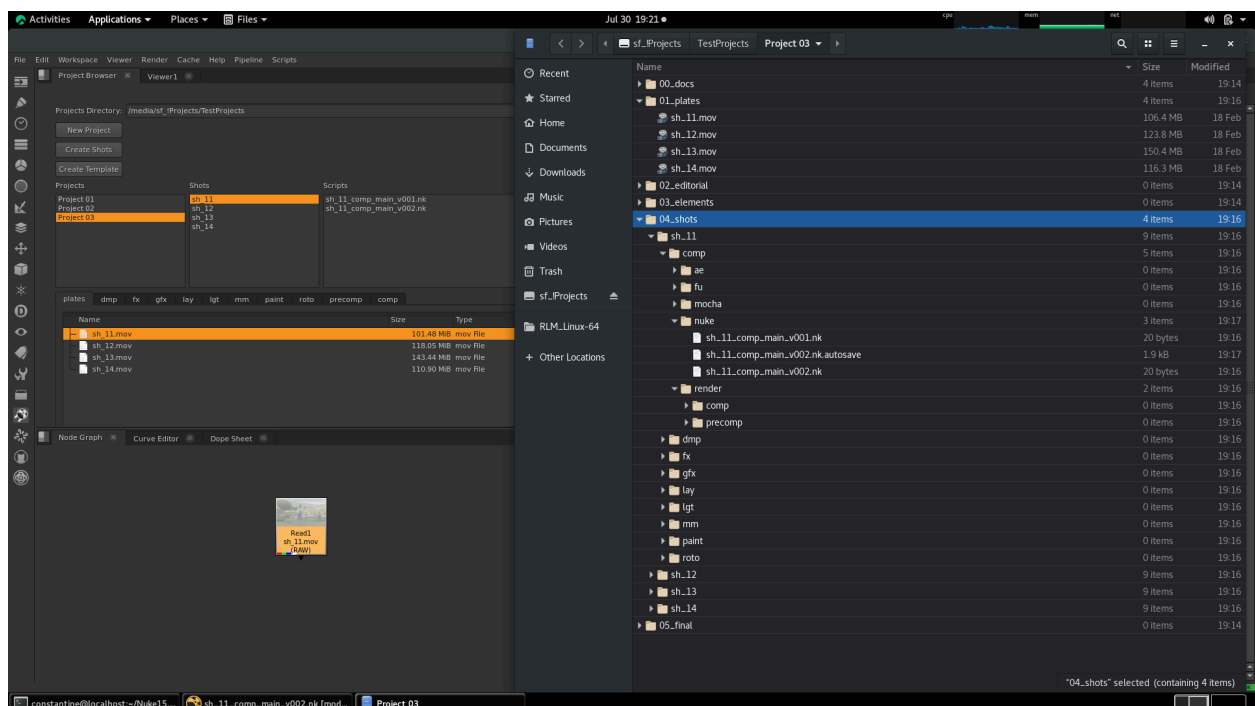 Activities Applications Places Files Jul 30 19:21 cpu mem net
File Edit Workspace Viewer Render Cache Help Pipeline Scripts
Project Browser Viewer1
Projects Directory: /media/sf_!Projects/TestProjects
New Project
Create Shots
Create Template
Projects Shots Scripts
Project 01 sh_11 sh_11_comp_main_v001.nk
Project 02 sh_12 sh_11_comp_main_v002.nk
Project 03 sh_13
sh_14
plates dmp fx gfx lay lgt mm paint roto precomp comp
Name Size Type
sh_11.mov 101.48 MiB mov File
sh_12.mov 118.05 MiB mov File
sh_13.mov 143.44 MiB mov File
sh_14.mov 110.90 MiB mov File
Node Graph Curve Editor Dope Sheet
Read1
sh_11.mov
(RAW)
sf_!Projects TestProjects Project 03
Recent
Starred
Home
Documents
Downloads
Music
Pictures
Videos
Trash
sf_!Projects
RLM_Linux-64
+ Other Locations
Name Size Modified
00_docs 4 items 19:14
01_plates 4 items 19:16
sh_11.mov 106.4 MB 18 Feb
sh_12.mov 123.8 MB 18 Feb
sh_13.mov 150.4 MB 18 Feb
sh_14.mov 116.3 MB 18 Feb
02_editorial 0 items 19:14
03_elements 0 items 19:14
04_shots 4 items 19:16
sh_11 9 items 19:16
comp 5 items 19:16
ae 0 items 19:16
fu 0 items 19:16
mocha 0 items 19:16
nuke 3 items 19:17
sh_11_comp_main_v001.nk 20 bytes 19:16
sh_11_comp_main_v002.nk.autosave 1.9 kB 19:17
sh_11_comp_main_v002.nk 20 bytes 19:16
render 2 items 19:16
comp 0 items 19:16
precomp 0 items 19:16
dmp 0 items 19:16
fx 0 items 19:16
gfx 0 items 19:16
lay 0 items 19:16
lgt 0 items 19:16
mm 0 items 19:16
paint 0 items 19:16
roto 0 items 19:16
sh_12 9 items 19:16
sh_13 9 items 19:16
sh_14 9 items 19:16
05_final 0 items 19:14
"04_shots" selected (containing 4 items)
constantine@localhost:~/Nuke15... sh_11_comp_main_v002.nk [mod... Project 03